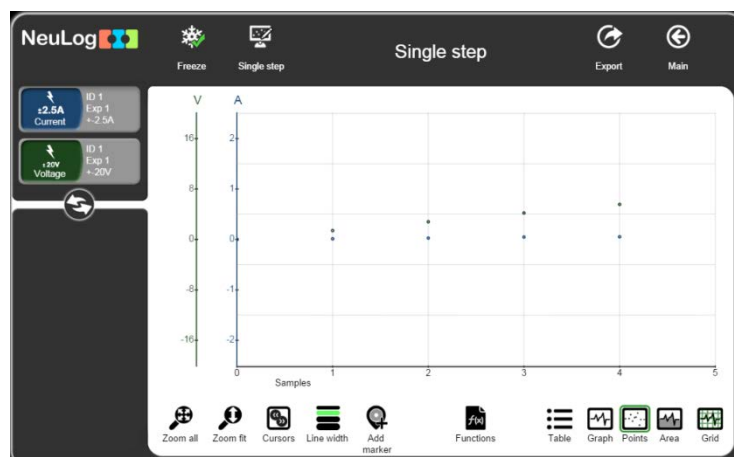 NeuLog
Freeze
Single step
Single step
Export
Main
±2.5A
Current
ID 1
Exp 1
+-2.5A
±20V
Voltage
ID 1
Exp 1
+-20V
V A
16 2
8 1
0 0
-8 -1
-16 -2
0 1 2 3 4 5
Samples
Zoom all
Zoom fit
Cursors
Line width
Add
marker
f(x)
Functions
Table
Graph
Points
Area
Grid